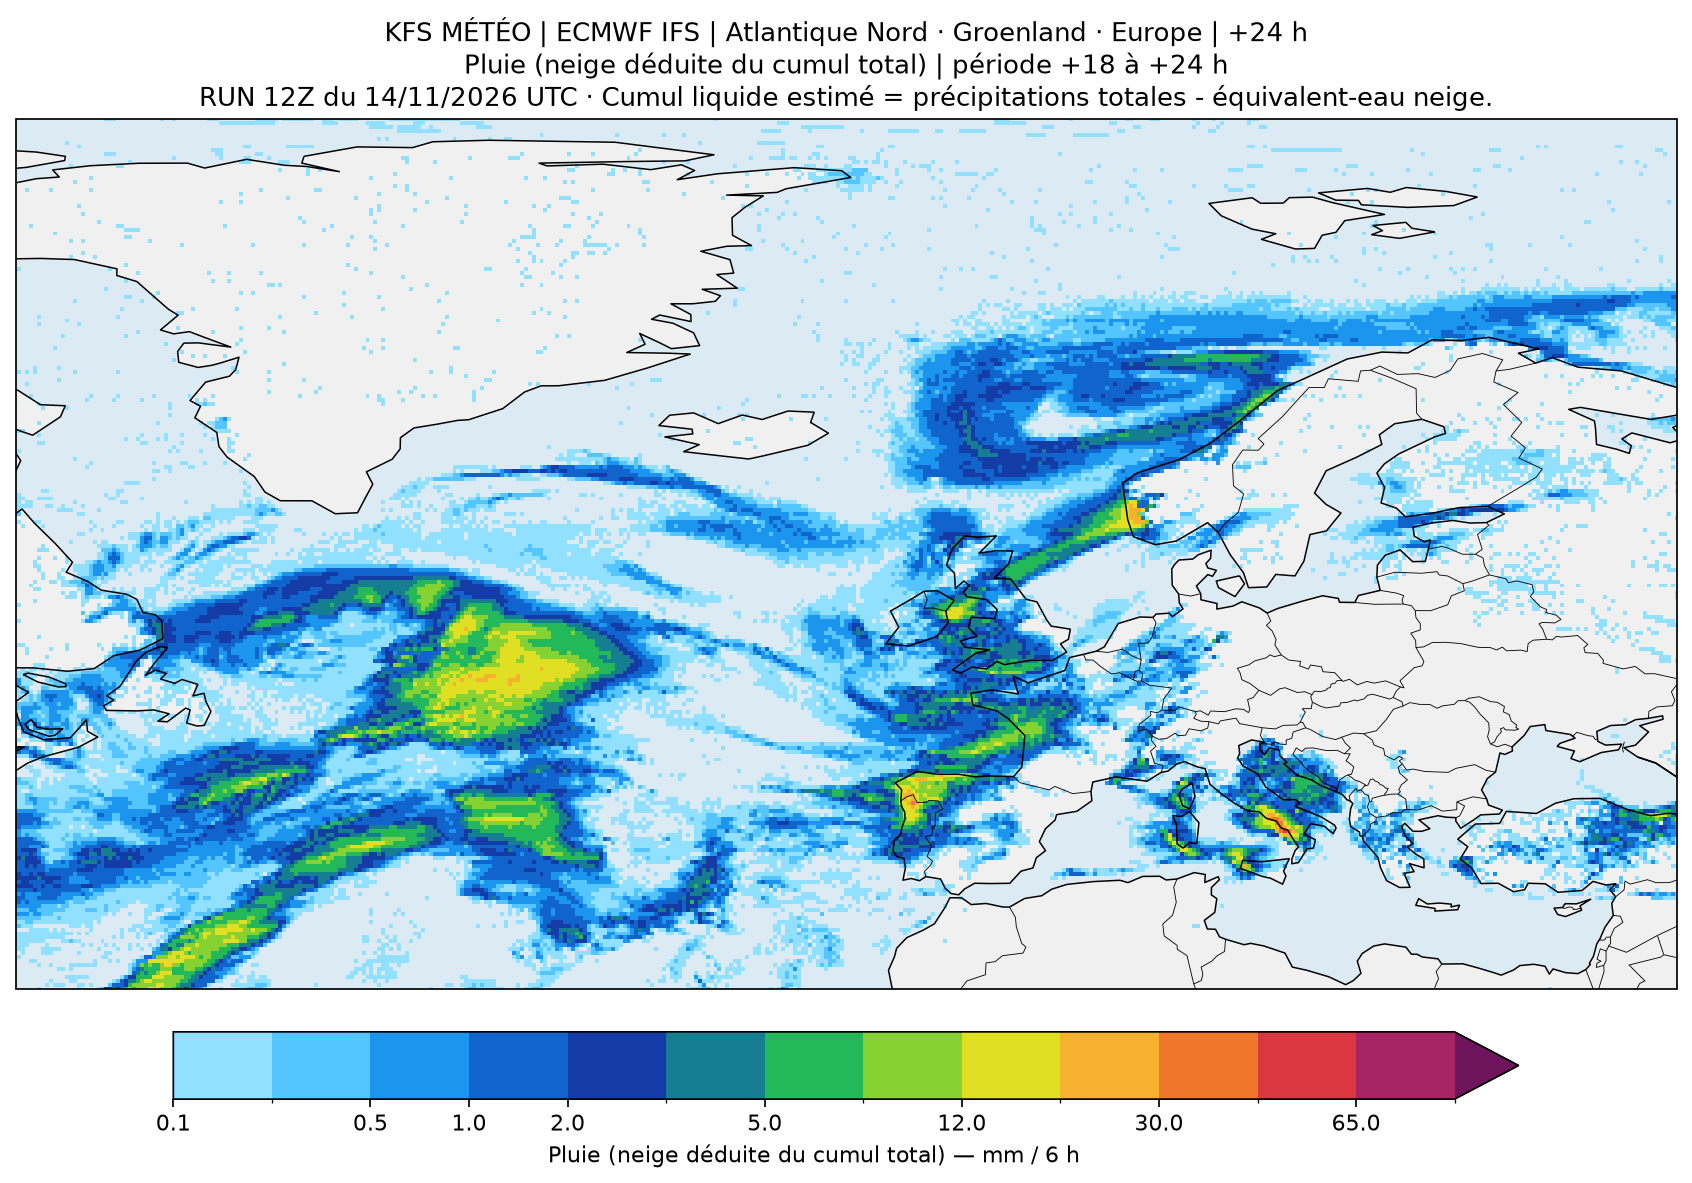 KFS MÉTÉO | ECMWF IFS | Atlantique Nord · Groenland · Europe | +24 h
Pluie (neige déduite du cumul total) | période +18 à +24 h
RUN 12Z du 14/11/2026 UTC · Cumul liquide estimé = précipitations totales - équivalent-eau neige.
0.1 0.5 1.0 2.0 5.0 12.0 30.0 65.0
Pluie (neige déduite du cumul total) — mm / 6 h